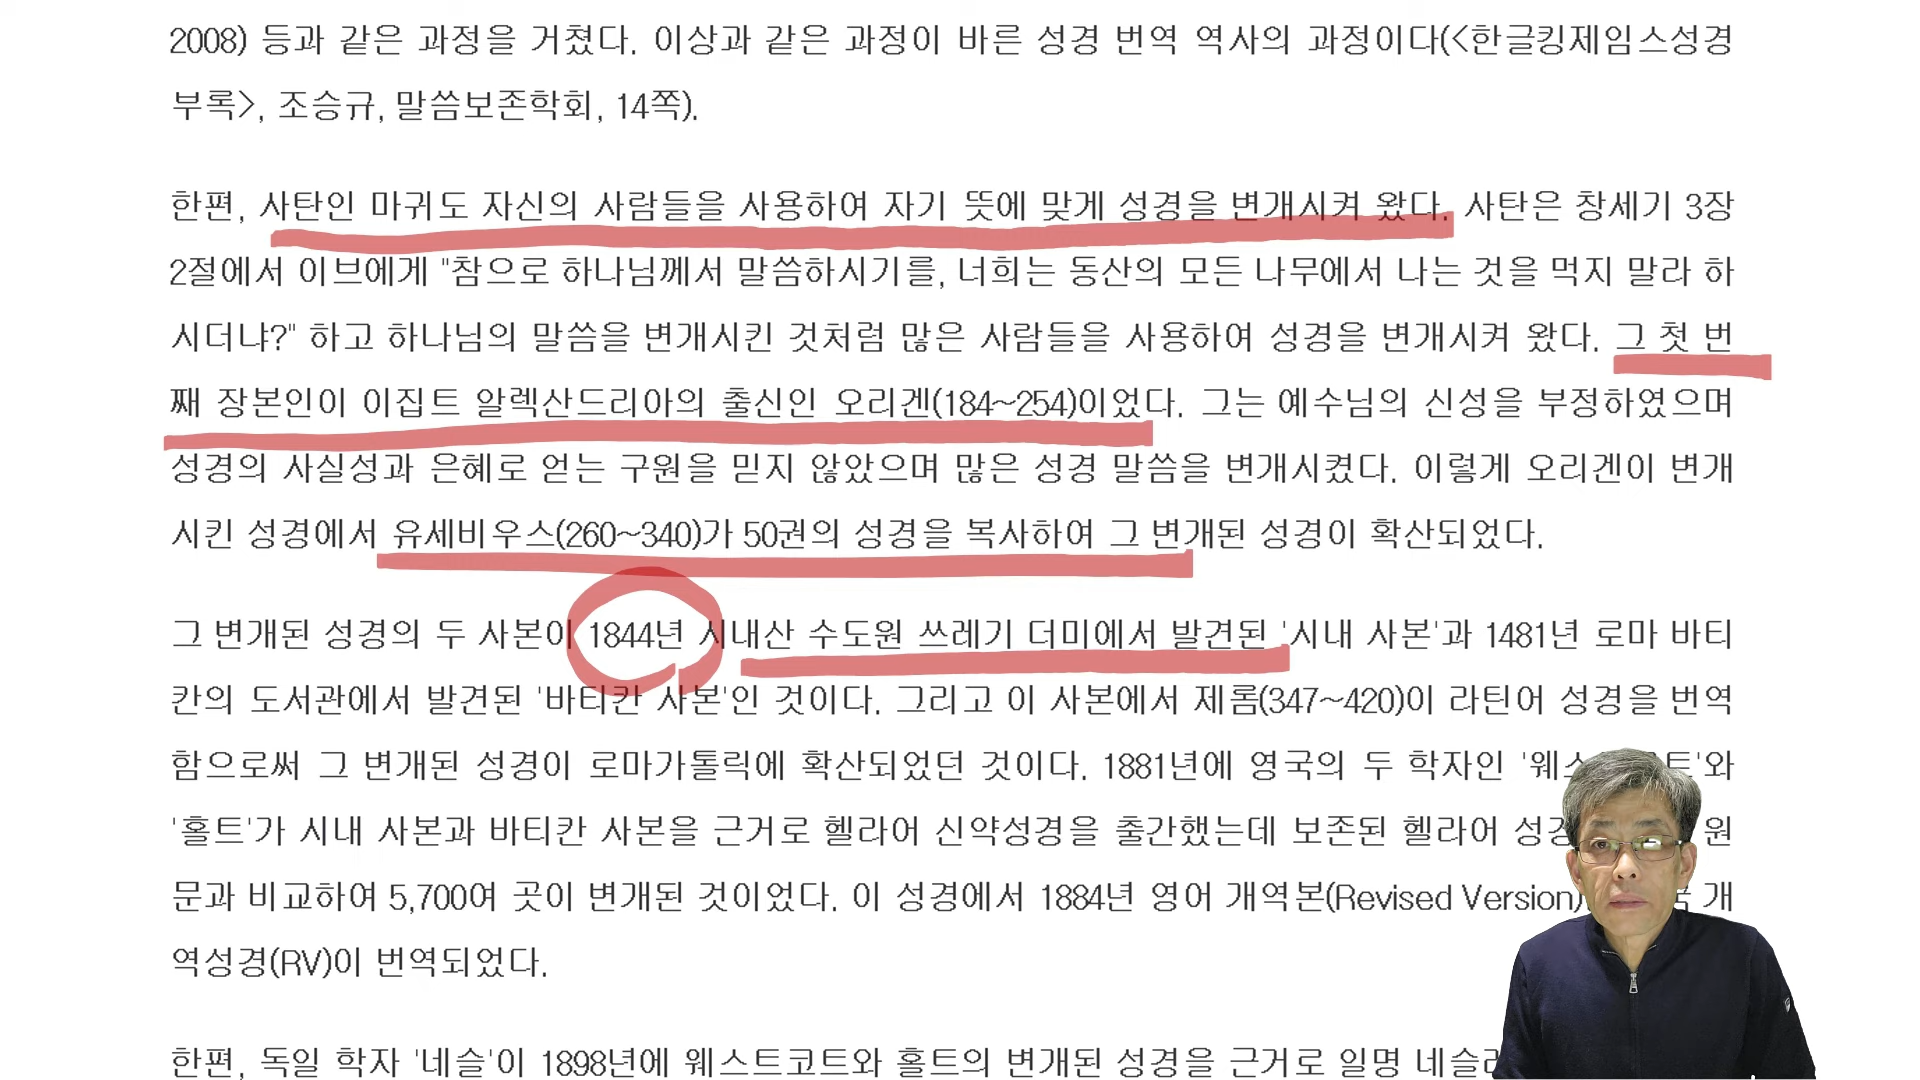 2008) 등과 같은 과정을 거쳤다. 이상과 같은 과정이 바른 성경 번역 역사의 과정이다(<한글킹제임스성경
부록>, 조승규, 말씀보존학회, 14쪽).
한편, 사탄인 마귀도 자신의 사람들을 사용하여 자기 뜻에 맞게 성경을 변개시켜 왔다. 사탄은 창세기 3장
2절에서 이브에게 "참으로 하나님께서 말씀하시기를, 너희는 동산의 모든 나무에서 나는 것을 먹지 말라 하
시더냐?" 하고 하나님의 말씀을 변개시킨 것처럼 많은 사람들을 사용하여 성경을 변개시켜 왔다. 그 첫 번
째 장본인이 이집트 알렉산드리아의 출신인 오리겐(184~254)이었다. 그는 예수님의 신성을 부정하였으며
성경의 사실성과 은혜로 얻는 구원을 믿지 않았으며 많은 성경 말씀을 변개시켰다. 이렇게 오리겐이 변개
시킨 성경에서 유세비우스(260~340)가 50권의 성경을 복사하여 그 변개된 성경이 확산되었다.
그 변개된 성경의 두 사본이 1844년 시내산 수도원 쓰레기 더미에서 발견된 '시내 사본'과 1481년 로마 바티
칸의 도서관에서 발견된 '바티칸 사본'인 것이다. 그리고 이 사본에서 제롬(347~420)이 라틴어 성경을 번역
함으로써 그 변개된 성경이 로마가톨릭에 확산되었던 것이다. 1881년에 영국의 두 학자인 '웨스 트'와
'홀트'가 시내 사본과 바티칸 사본을 근거로 헬라어 신약성경을 출간했는데 보존된 헬라어 성경 원
문과 비교하여 5,700여 곳이 변개된 것이었다. 이 성경에서 1884년 영어 개역본(Revised Version) 개
역성경(RV)이 번역되었다.
한편, 독일 학자 '네슬'이 1898년에 웨스트코트와 홀트의 변개된 성경을 근거로 일명 네슬